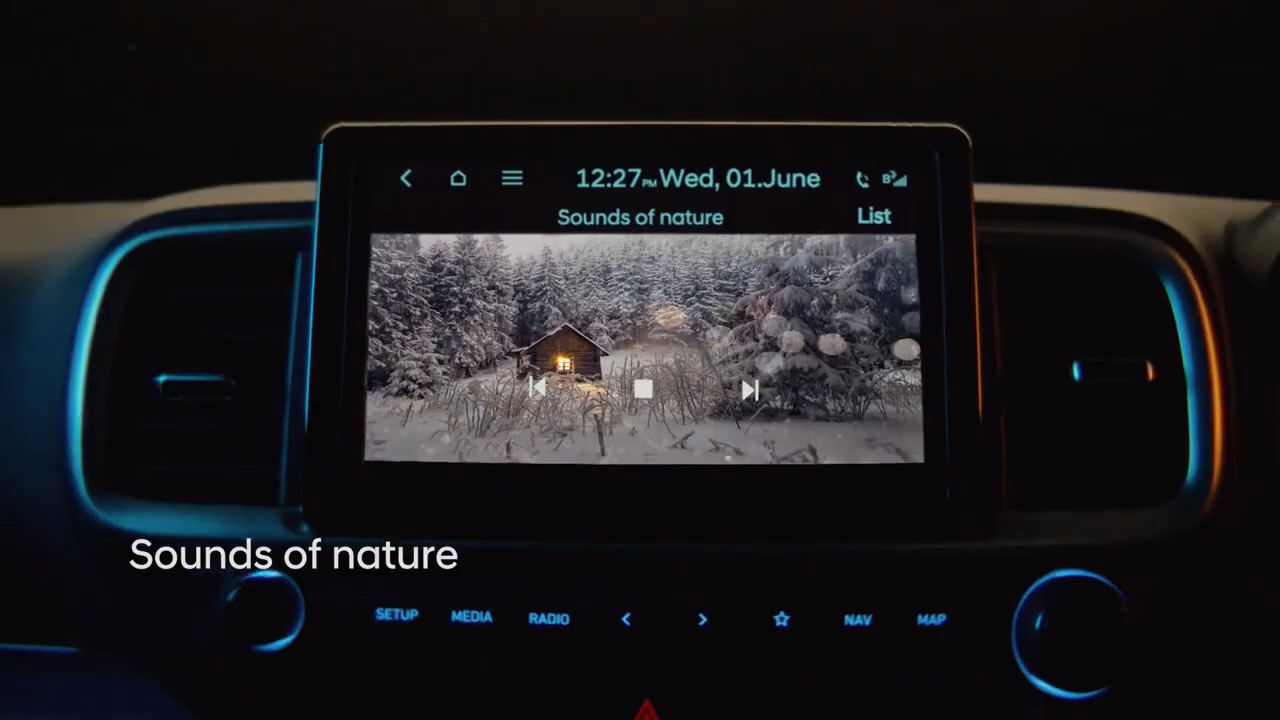 12:27PM Wed, 01.June
Sounds of nature
List
Sounds of nature
SETUP MEDIA RADIO NAV MAP